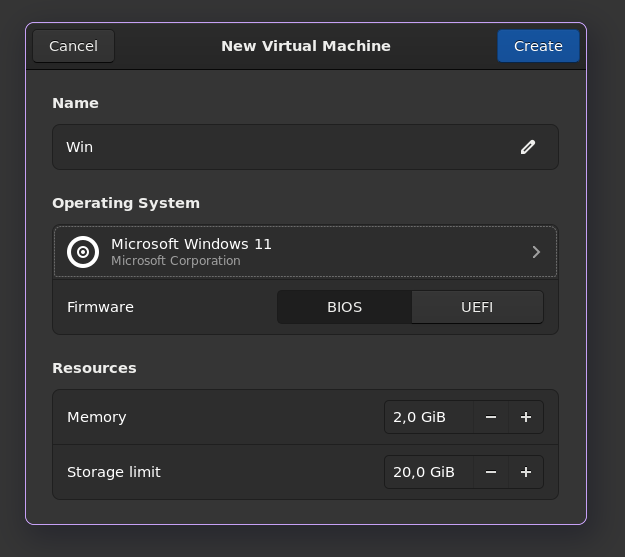 Cancel
New Virtual Machine
Create
Name
Win
Operating System
Microsoft Windows 11
Microsoft Corporation
Firmware
BIOS
UEFI
Resources
Memory
2,0 GiB
Storage limit
20,0 GiB